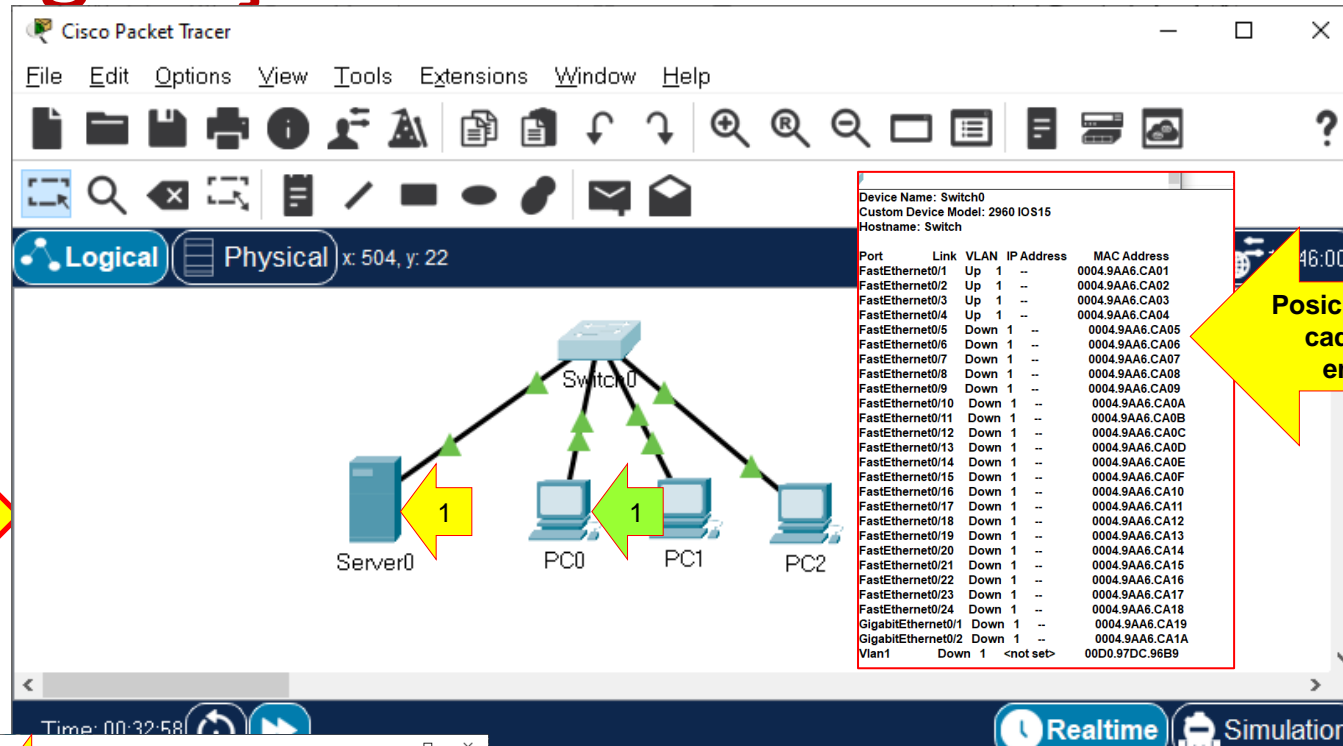 Cisco Packet Tracer
File Edit Options View Tools Extensions Window Help
Logical Physical x: 504, y: 22
46:00
Device Name: Switch0
Custom Device Model: 2960 IOS15
Hostname: Switch
Port Link VLAN IP Address MAC Address
FastEthernet0/1 Up 1 -- 0004.9AA6.CA01
FastEthernet0/2 Up 1 -- 0004.9AA6.CA02
FastEthernet0/3 Up 1 -- 0004.9AA6.CA03
FastEthernet0/4 Up 1 -- 0004.9AA6.CA04
FastEthernet0/5 Down 1 -- 0004.9AA6.CA05
FastEthernet0/6 Down 1 -- 0004.9AA6.CA06
FastEthernet0/7 Down 1 -- 0004.9AA6.CA07
FastEthernet0/8 Down 1 -- 0004.9AA6.CA08
FastEthernet0/9 Down 1 -- 0004.9AA6.CA09
FastEthernet0/10 Down 1 -- 0004.9AA6.CA0A
FastEthernet0/11 Down 1 -- 0004.9AA6.CA0B
FastEthernet0/12 Down 1 -- 0004.9AA6.CA0C
FastEthernet0/13 Down 1 -- 0004.9AA6.CA0D
FastEthernet0/14 Down 1 -- 0004.9AA6.CA0E
FastEthernet0/15 Down 1 -- 0004.9AA6.CA0F
FastEthernet0/16 Down 1 -- 0004.9AA6.CA10
FastEthernet0/17 Down 1 -- 0004.9AA6.CA11
FastEthernet0/18 Down 1 -- 0004.9AA6.CA12
FastEthernet0/19 Down 1 -- 0004.9AA6.CA13
FastEthernet0/20 Down 1 -- 0004.9AA6.CA14
FastEthernet0/21 Down 1 -- 0004.9AA6.CA15
FastEthernet0/22 Down 1 -- 0004.9AA6.CA16
FastEthernet0/23 Down 1 -- 0004.9AA6.CA17
FastEthernet0/24 Down 1 -- 0004.9AA6.CA18
GigabitEthernet0/1 Down 1 -- 0004.9AA6.CA19
GigabitEthernet0/2 Down 1 -- 0004.9AA6.CA1A
Vlan1 Down 1 <not set> 00D0.97DC.96B9
Posic
cad
en
Switch0
1
1
Server0
PC0
PC1
PC2
Time: 00:32:58
Realtime
Simulation